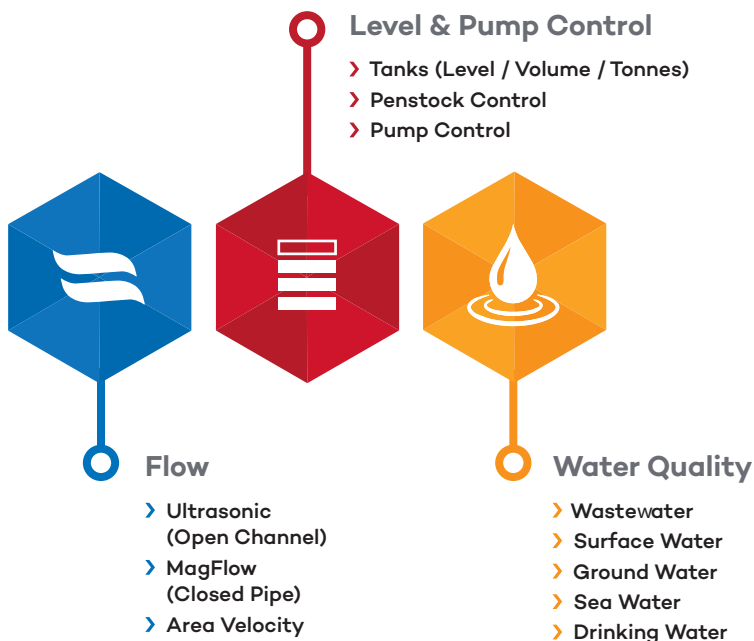 Level & Pump Control
Tanks (Level / Volume / Tonnes)
Penstock Control
Pump Control
Flow
Ultrasonic
(Open Channel)
MagFlow
(Closed Pipe)
Area Velocity
Water Quality
Wastewater
Surface Water
Ground Water
Sea Water
Drinking Water